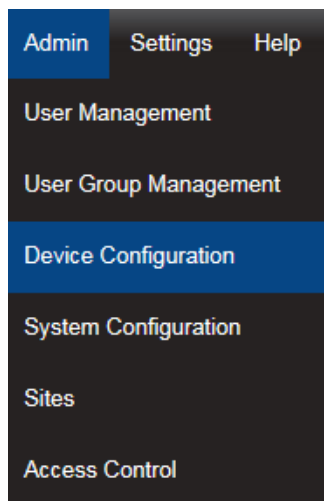 Admin Settings Help
User Management
User Group Management
Device Configuration
System Configuration
Sites
Access Control